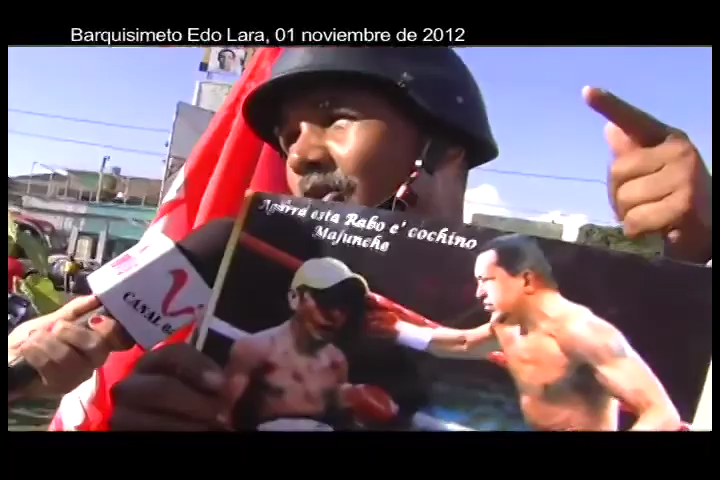 Barquisimeto Edo Lara, 01 noviembre de 2012
Agarra esta Rabo e' cochino
Majunche
CANAL